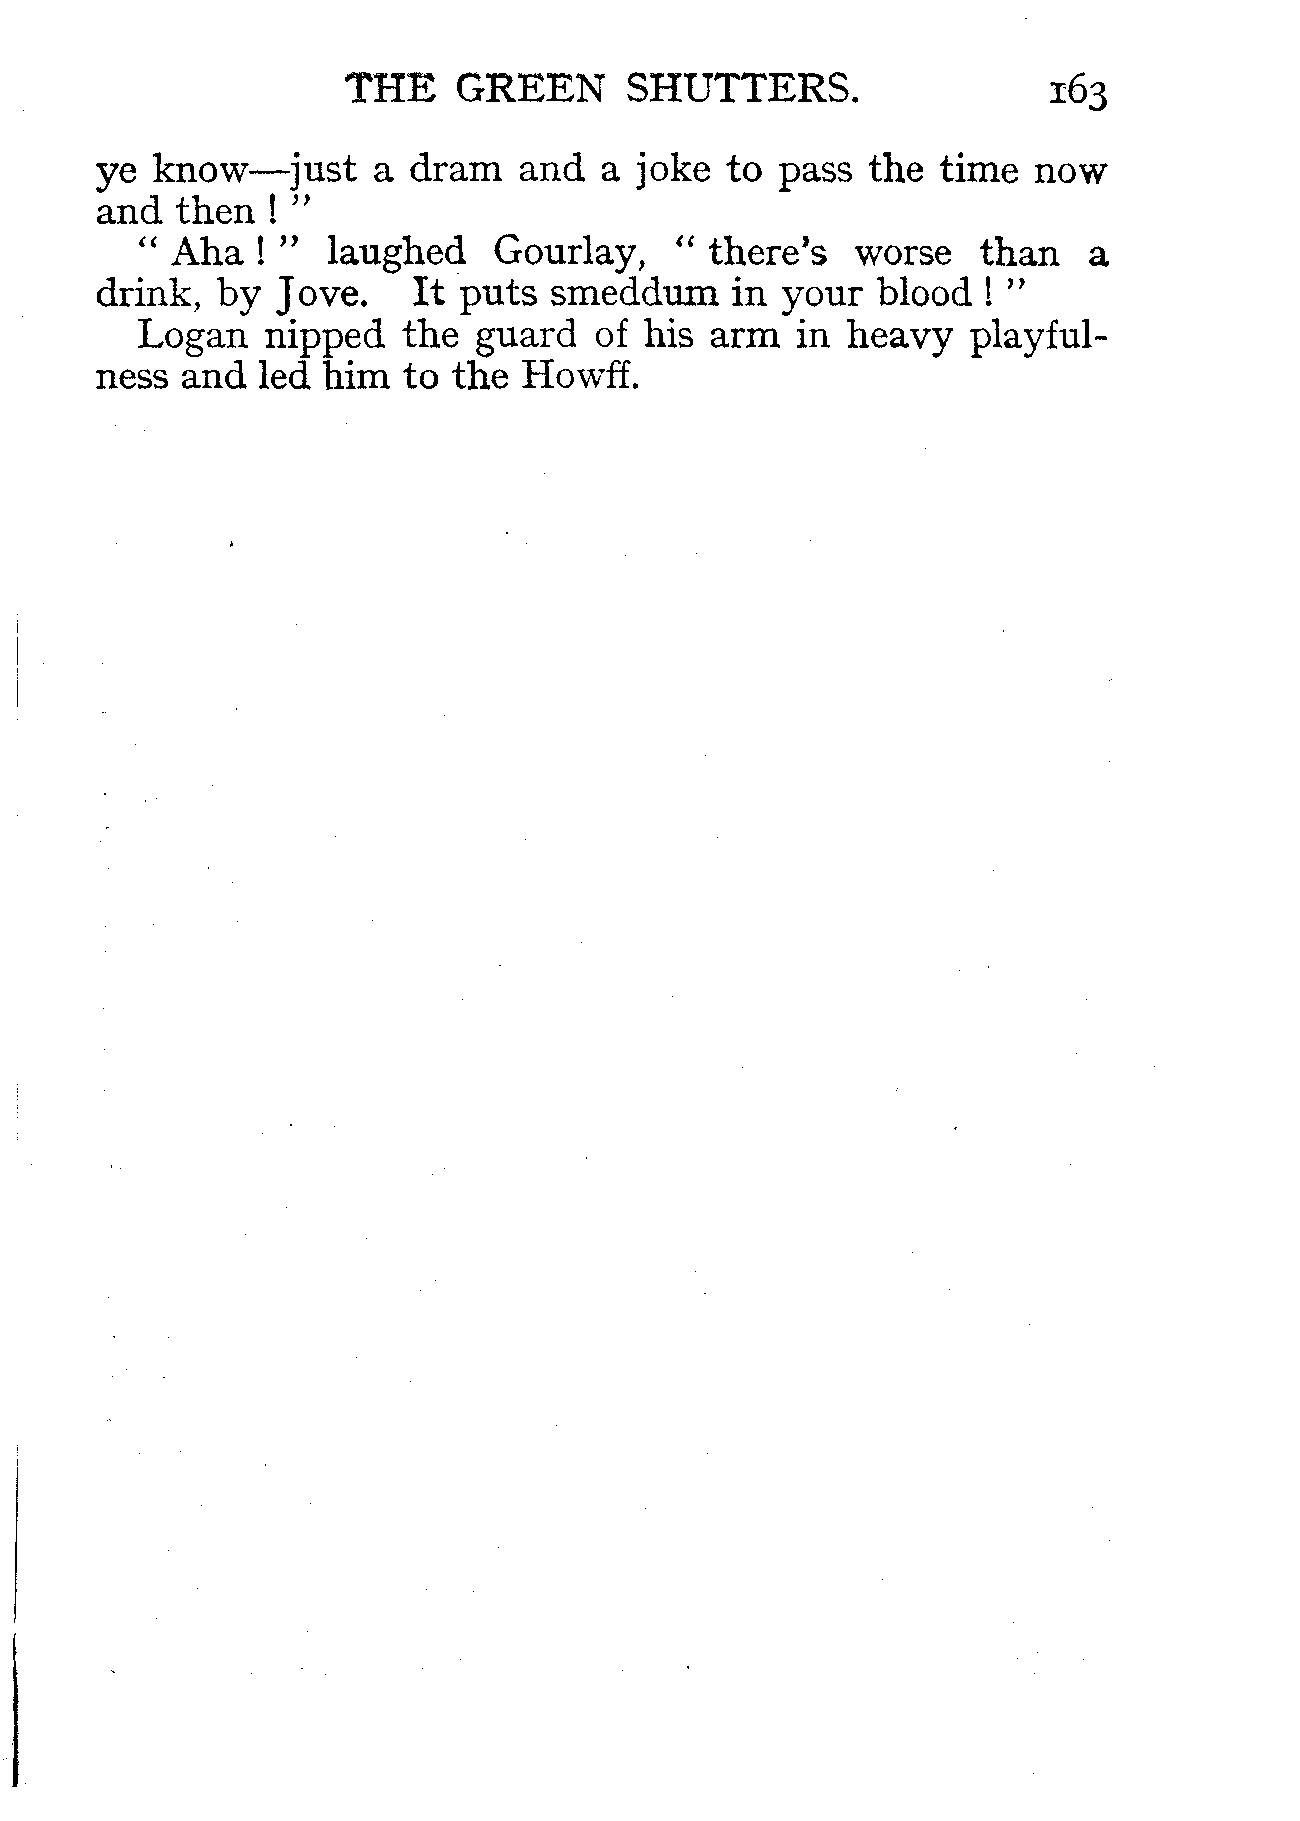 THE GREEN SHUTTERS. 163
ye know—just a dram and a joke to pass the time now
and then ! ”
“ Aha ! ” laughed Gourlay, “ there's worse than a
drink, by Jove. It puts smeddum in your blood ! ”
Logan nipped the guard of his arm in heavy playful-
ness and led him to the Howff.